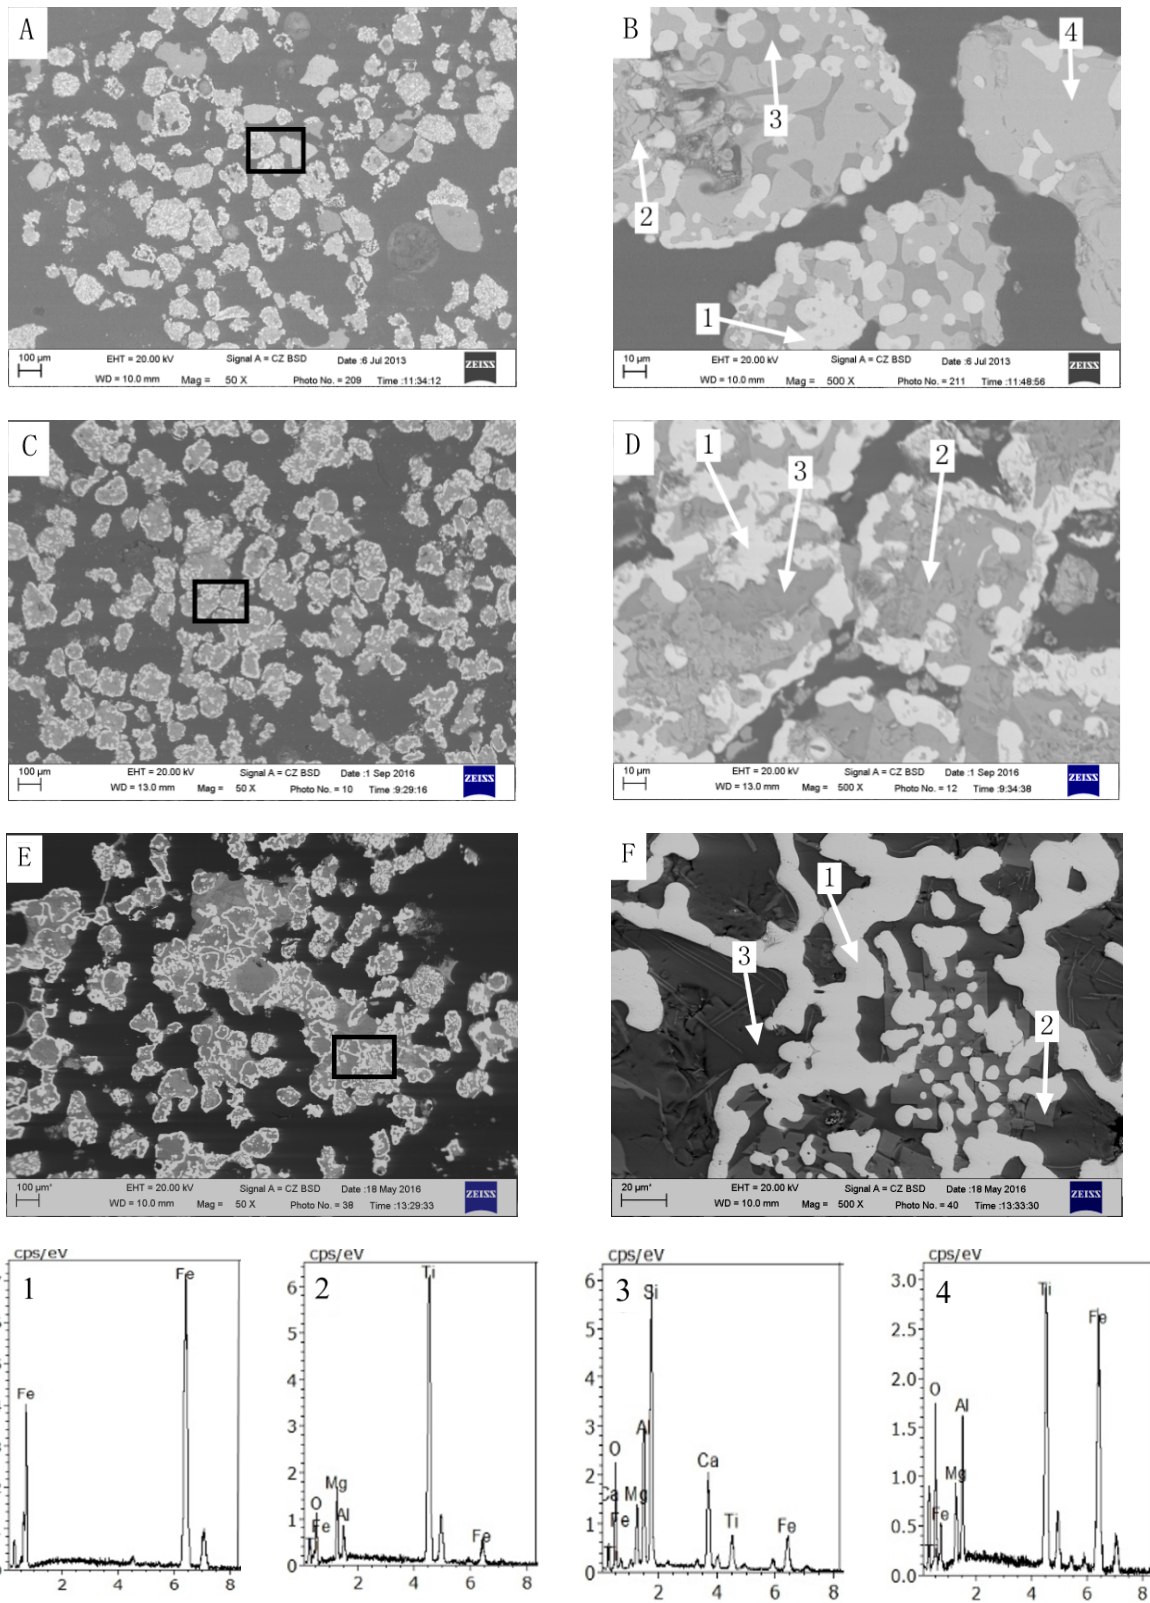 A
100 μm
EHT = 20.00 kV
Signal A = CZ BSD
Date :6 Jul 2013
WD = 10.0 mm
Mag = 50 X
Photo No. = 209
Time :11:34:12
ZEISS
B
4
3
2
1
10 μm
EHT = 20.00 kV
Signal A = CZ BSD
Date :6 Jul 2013
WD = 10.0 mm
Mag = 500 X
Photo No. = 211
Time :11:48:56
ZEISS
C
100 μm
EHT = 20.00 kV
Signal A = CZ BSD
Date :1 Sep 2016
WD = 13.0 mm
Mag = 50 X
Photo No. = 10
Time :9:29:16
ZEISS
D
1
3
2
10 μm
EHT = 20.00 kV
Signal A = CZ BSD
Date :1 Sep 2016
WD = 13.0 mm
Mag = 500 X
Photo No. = 12
Time :9:34:38
ZEISS
E
100 μm*
EHT = 20.00 kV
Signal A = CZ BSD
Date :18 May 2016
WD = 10.0 mm
Mag = 50 X
Photo No. = 38
Time :13:29:33
ZEISS
F
1
3
2
20 μm*
EHT = 20.00 kV
Signal A = CZ BSD
Date :18 May 2016
WD = 10.0 mm
Mag = 500 X
Photo No. = 40
Time :13:33:30
ZEISS
cps/eV
1
Fe
Fe
2 4 6 8
cps/eV
2
Ti
6
5
4
3
2
1
0
Mg
O
Al
Fe
Fe
2 4 6 8
cps/eV
3
Si
6
5
4
3
2
1
0
Al
O
Ca
Ca
Mg
Fe
Ti
Fe
2 4 6 8
cps/eV
4
3.0
2.5
2.0
1.5
1.0
0.5
0.0
Ti
Fe
O
Al
Mg
Fe
2 4 6 8